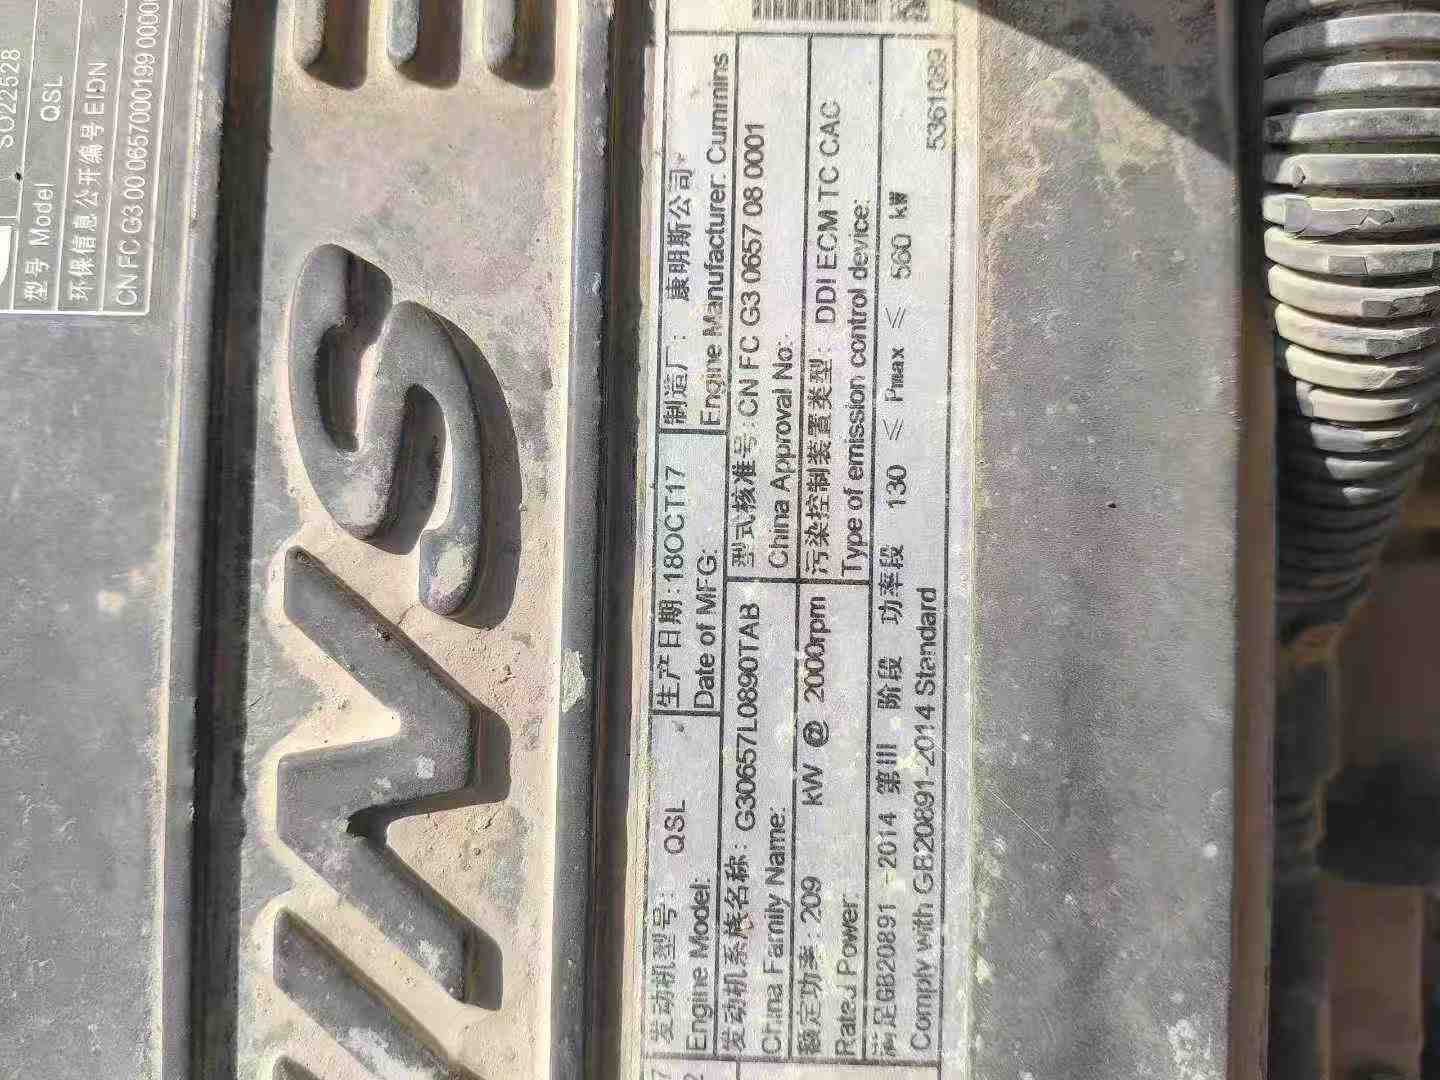 SO22528
型号 Model QSL
环保信息公开编号 EIDN
CN FC G3 00 0657000199 0000
发动机型号: QSL
Engine Model:
生产日期:18OCT17
Date of MFG:
制造厂: 康明斯公司
Engine Manufacturer: Cummins
发动机系族名称: G30657L0890TAB
China Family Name:
型式核准号:CN FC G3 0657 08 0001
China Approval No:
额定功率:209 kW @ 2000rpm
Rated Power:
污染控制装置类型: DDI ECM TC CAC
Type of emission control device:
满足GB20891 -2014 第III 阶段 功率段 130 ≤ Pmax ≤ 560 kW
Comply with GB20891-2014 Standard
5361089